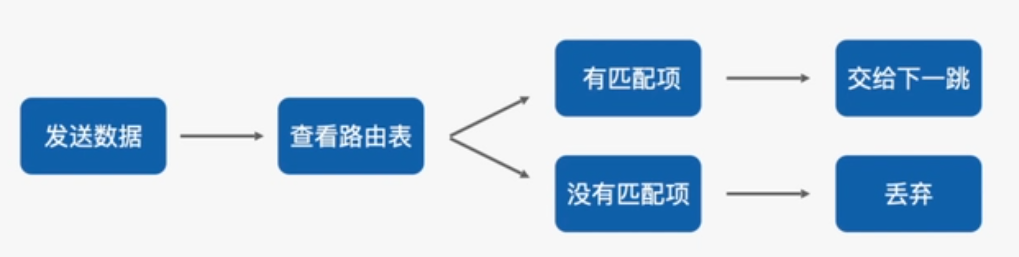 发送数据
查看路由表
有匹配项
交给下一跳
没有匹配项
丢弃